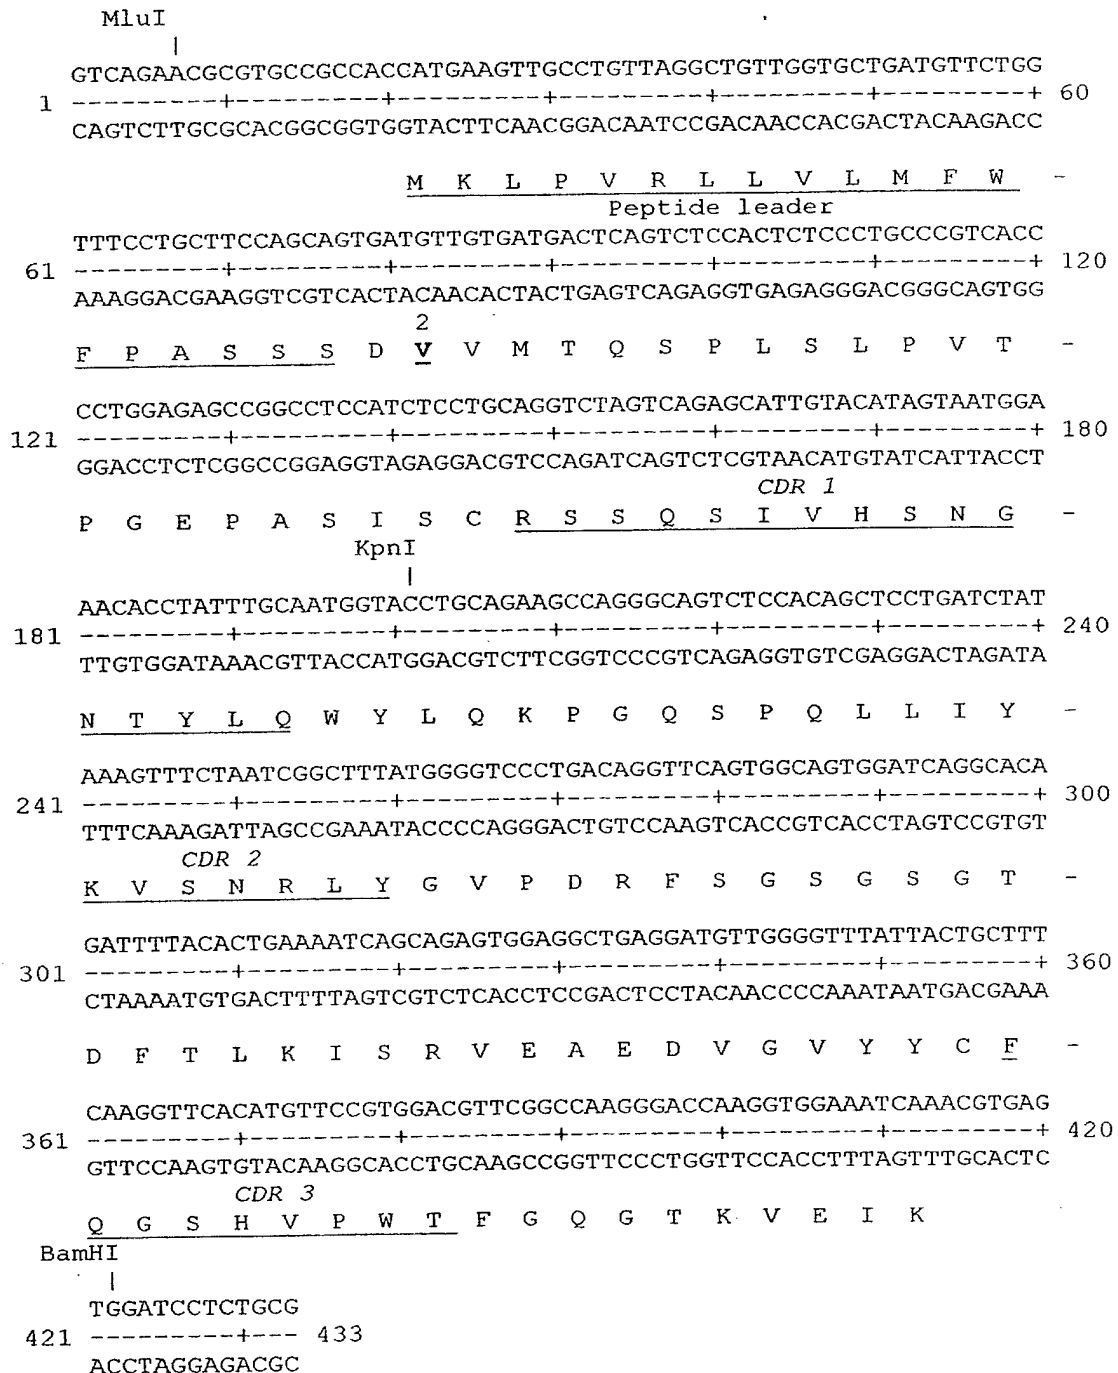 MluI
|
GTCAGAACGCGTGCCGCCACCATGAAGTTGCCTGTTAGGCTGTTGGTGCTGATGTTCTGG
1 ---------+---------+---------+---------+---------+---------+ 60
CAGTCTTGCGCACGGCGGTGGTACTTCAACGGACAATCCGACAACCACGACTACAAGACC
M K L P V R L L V L M F W -
Peptide leader
TTTCCTGCTTCCAGCAGTGATGTTGTGATGACTCAGTCTCCACTCTCCCTGCCCGTCACC
61 ---------+---------+---------+---------+---------+---------+ 120
AAAGGACGAAGGTCGTCACTACAACACTACTGAGTCAGAGGTGAGAGGGACGGGCAGTGG
2
F P A S S S D V V M T Q S P L S L P V T -
CCTGGAGAGCCGGCCTCCATCTCCTGCAGGTCTAGTCAGAGCATTGTACATAGTAATGGA
121 ---------+---------+---------+---------+---------+---------+ 180
GGACCTCTCGGCCGGAGGTAGAGGACGTCCAGATCAGTCTCGTAACATGTATCATTACCT
CDR 1
P G E P A S I S C R S S Q S I V H S N G -
KpnI
|
AACACCTATTTGCAATGGTACCTGCAGAAGCCAGGGCAGTCTCCACAGCTCCTGATCTAT
181 ---------+---------+---------+---------+---------+---------+ 240
TTGTGGATAAACGTTACCATGGACGTCTTCGGTCCCGTCAGAGGTGTCGAGGACTAGATA
N T Y L Q W Y L Q K P G Q S P Q L L I Y -
AAAGTTTCTAATCGGCTTTATGGGGTCCCTGACAGGTTCAGTGGCAGTGGATCAGGCACA
241 ---------+---------+---------+---------+---------+---------+ 300
TTTCAAAGATTAGCCGAAATACCCCAGGGACTGTCCAAGTCACCGTCACCTAGTCCGTGT
CDR 2
K V S N R L Y G V P D R F S G S G S G T -
GATTTTACACTGAAAATCAGCAGAGTGGAGGCTGAGGATGTTGGGGTTTATTACTGCTTT
301 ---------+---------+---------+---------+---------+---------+ 360
CTAAAATGTGACTTTTAGTCGTCTCACCTCCGACTCCTACAACCCCAAATAATGACGAAA
D F T L K I S R V E A E D V G V Y Y C F -
CAAGGTTCACATGTTCCGTGGACGTTCGGCCAAGGGACCAAGGTGGAAATCAAACGTGAG
361 ---------+---------+---------+---------+---------+---------+ 420
GTTCCAAGTGTACAAGGCACCTGCAAGCCGGTTCCCTGGTTCCACCTTTAGTTTGCACTC
CDR 3
Q G S H V P W T F G Q G T K V E I K
BamHI
|
TGGATCCTCTGCG
421 ---------+--- 433
ACCTAGGAGACGC